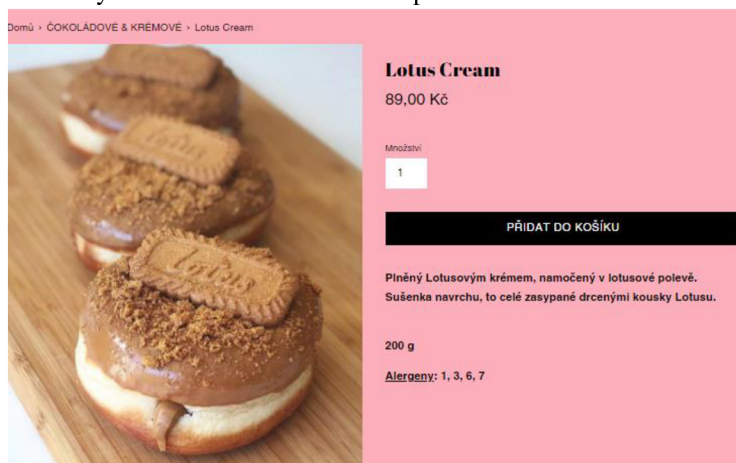 Domů › ČOKOLÁDOVÉ & KRÉMOVÉ › Lotus Cream
Lotus Cream
89,00 Kč
Množství
1
PŘIDAT DO KOŠÍKU
Plněný Lotusovým krémem, namočený v lotusové polevě.
Sušenka navrchu, to celé zasypané drcenými kousky Lotusu.
200 g
Alergeny: 1, 3, 6, 7
Lotus
Lotus